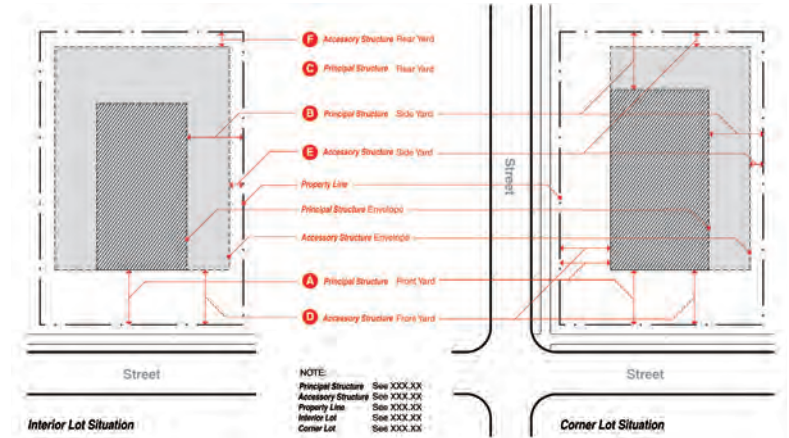 F Accessory Structure Rear Yard
C Principal Structure Rear Yard
B Principal Structure Side Yard
E Accessory Structure Side Yard
Property Line
Principal Structure Envelope
Accessory Structure Envelope
A Principal Structure Front Yard
D Accessory Structure Front Yard
Street
Street
Street
NOTE:
Principal Structure See XXX.XX
Accessory Structure See XXX.XX
Property Line See XXX.XX
Interior Lot See XXX.XX
Corner Lot See XXX.XX
Interior Lot Situation
Corner Lot Situation